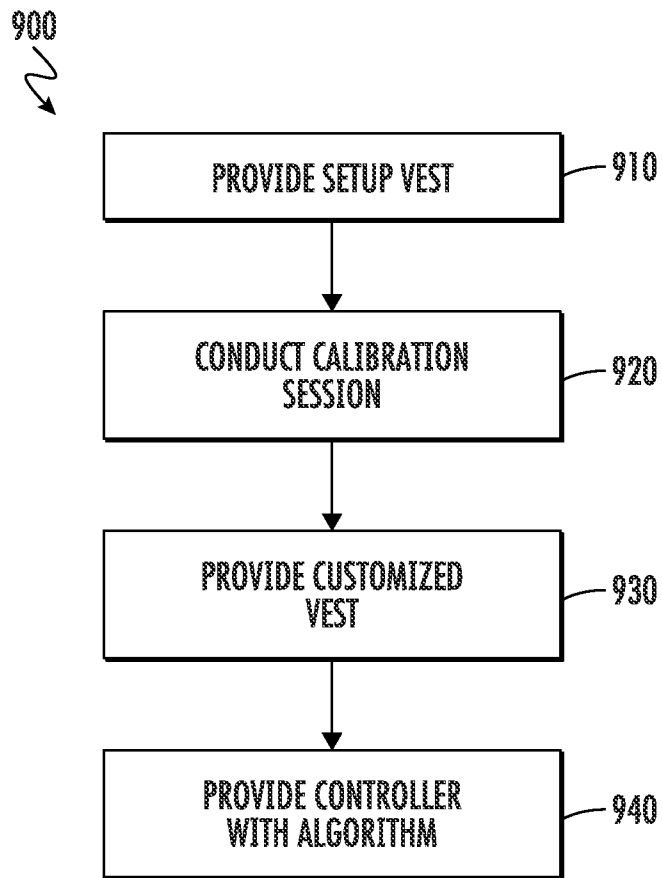 900
PROVIDE SETUP VEST
910
CONDUCT CALIBRATION
SESSION
920
PROVIDE CUSTOMIZED
VEST
930
PROVIDE CONTROLLER
WITH ALGORITHM
940